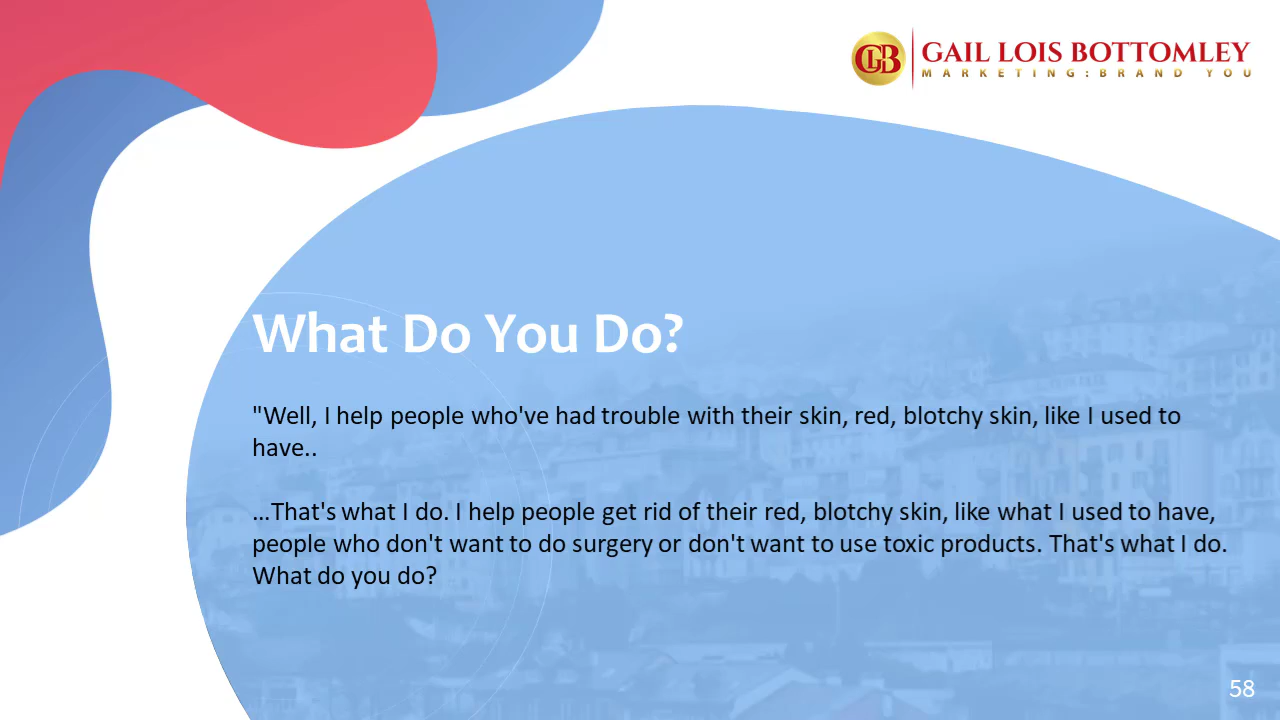 GLB
GAIL LOIS BOTTOMLEY
MARKETING:BRAND YOU
What Do You Do?
"Well, I help people who've had trouble with their skin, red, blotchy skin, like I used to
have..
...That's what I do. I help people get rid of their red, blotchy skin, like what I used to have,
people who don't want to do surgery or don't want to use toxic products. That's what I do.
What do you do?
58